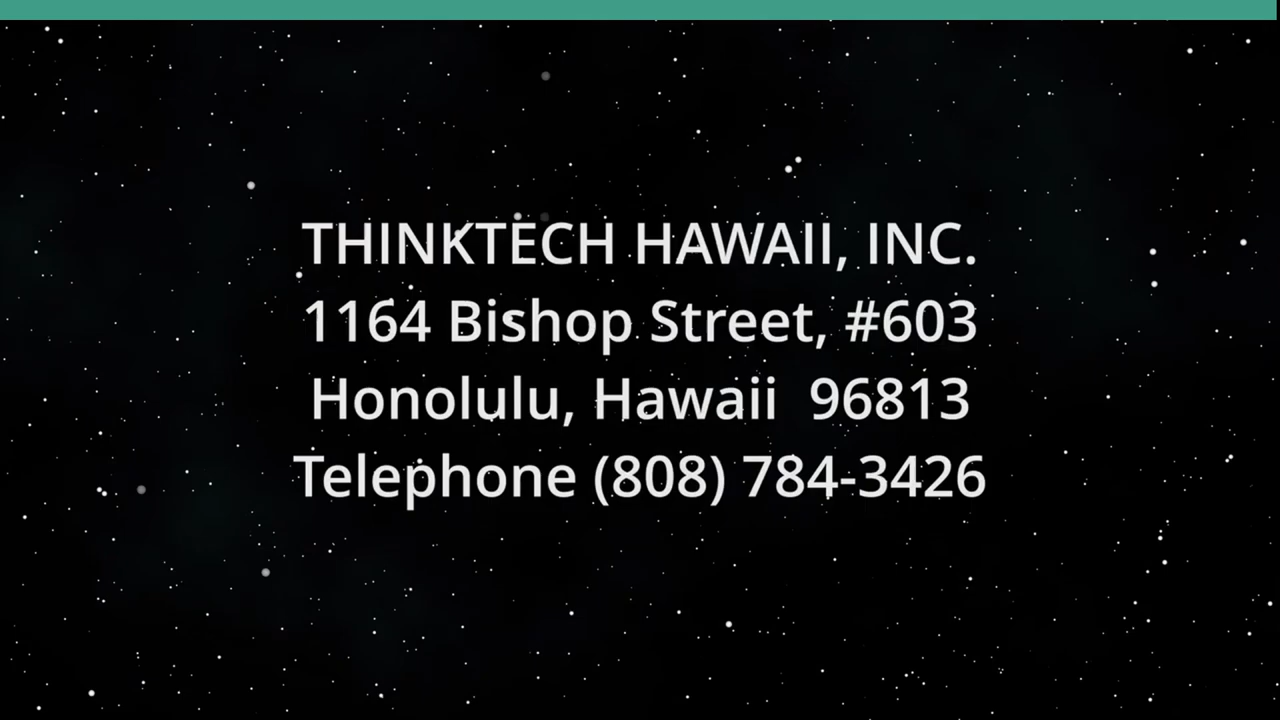 THINKTECH HAWAII, INC.
1164 Bishop Street, #603
Honolulu, Hawaii  96813
Telephone (808) 784-3426